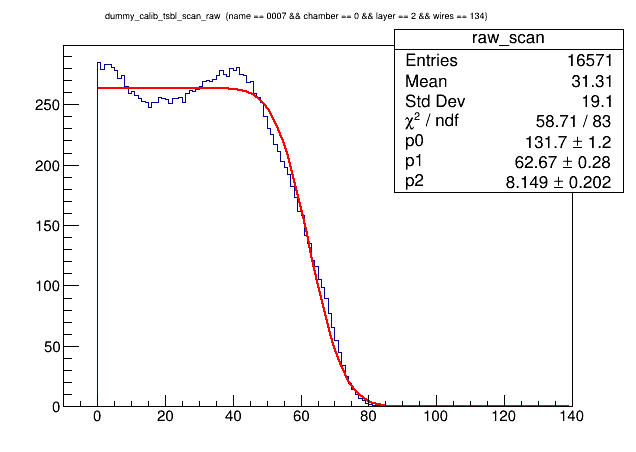 dummy_calib_tsbl_scan_raw (name == 0007 && chamber == 0 && layer == 2 && wires == 134)
raw_scan
Entries 16571
Mean 31.31
Std Dev 19.1
χ² / ndf 58.71 / 83
p0 131.7 ± 1.2
p1 62.67 ± 0.28
p2 8.149 ± 0.202
250
200
150
100
50
0
0 20 40 60 80 100 120 140